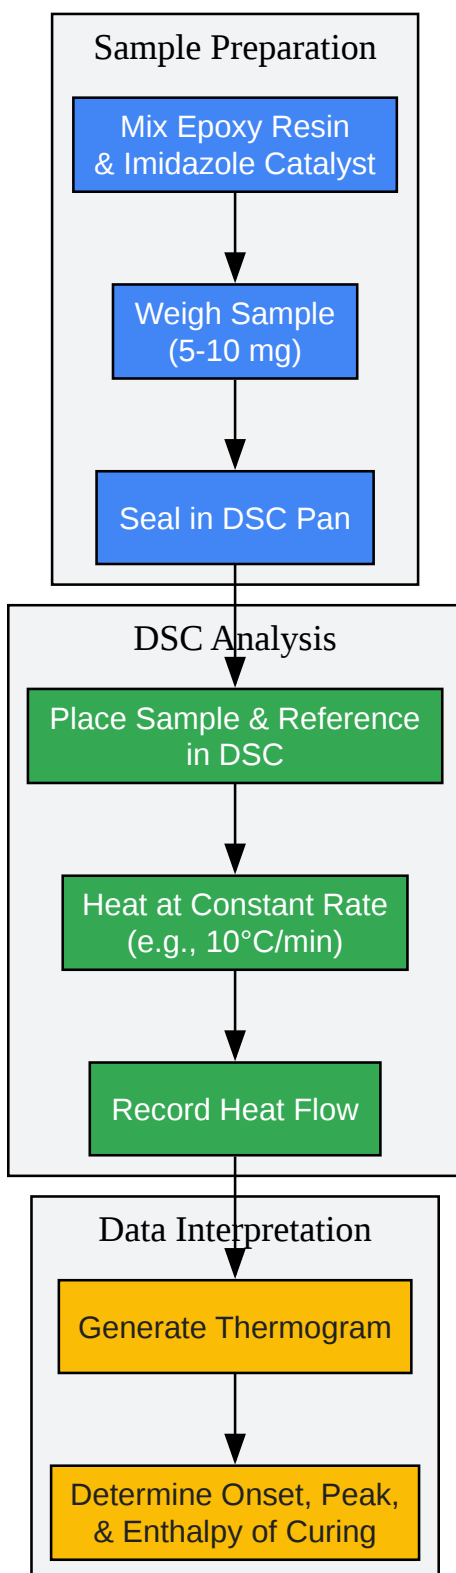 Sample Preparation
Mix Epoxy Resin
& Imidazole Catalyst
Weigh Sample
(5-10 mg)
Seal in DSC Pan
DSC Analysis
Place Sample & Reference
in DSC
Heat at Constant Rate
(e.g., 10°C/min)
Record Heat Flow
Data Interpretation
Generate Thermogram
Determine Onset, Peak,
& Enthalpy of Curing